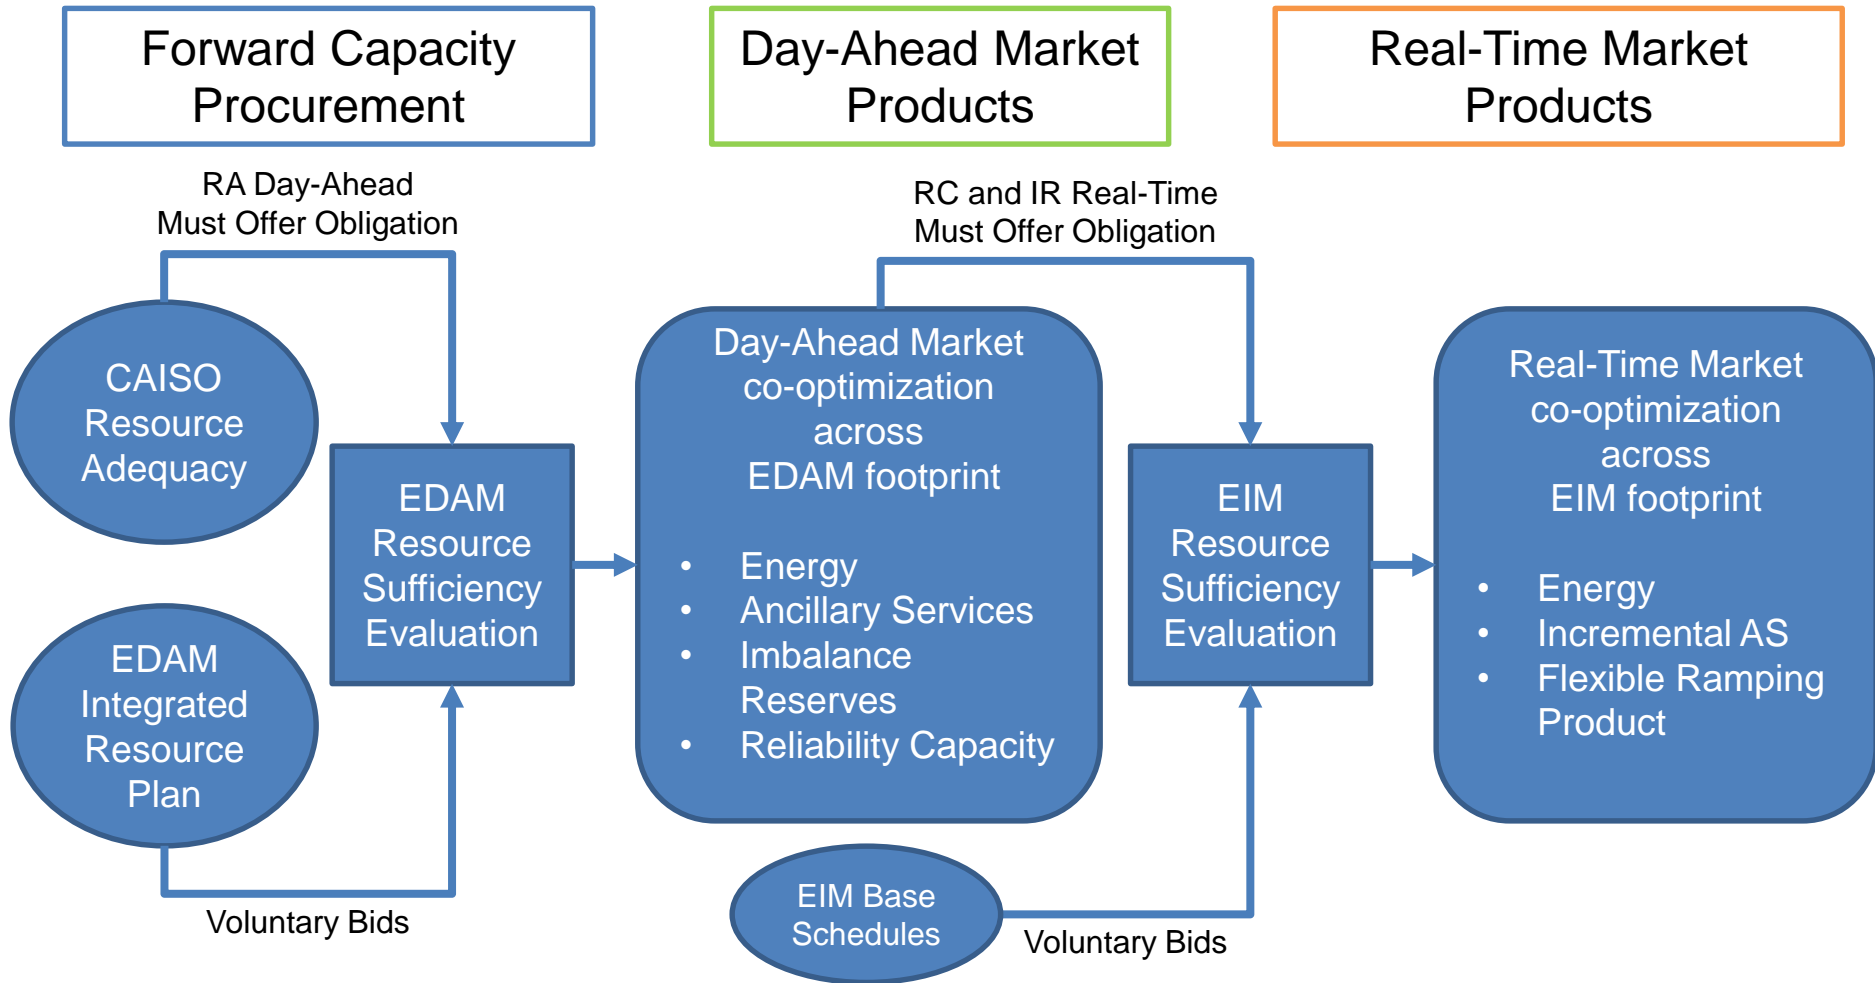 Forward Capacity
Procurement
Day-Ahead Market
Products
Real-Time Market
Products
RA Day-Ahead
Must Offer Obligation
RC and IR Real-Time
Must Offer Obligation
CAISO
Resource
Adequacy
EDAM
Integrated
Resource
Plan
Voluntary Bids
EDAM
Resource
Sufficiency
Evaluation
Day-Ahead Market
co-optimization
across
EDAM footprint
• Energy
• Ancillary Services
• Imbalance
Reserves
• Reliability Capacity
EIM Base
Schedules
Voluntary Bids
EIM
Resource
Sufficiency
Evaluation
Real-Time Market
co-optimization
across
EIM footprint
• Energy
• Incremental AS
• Flexible Ramping
Product